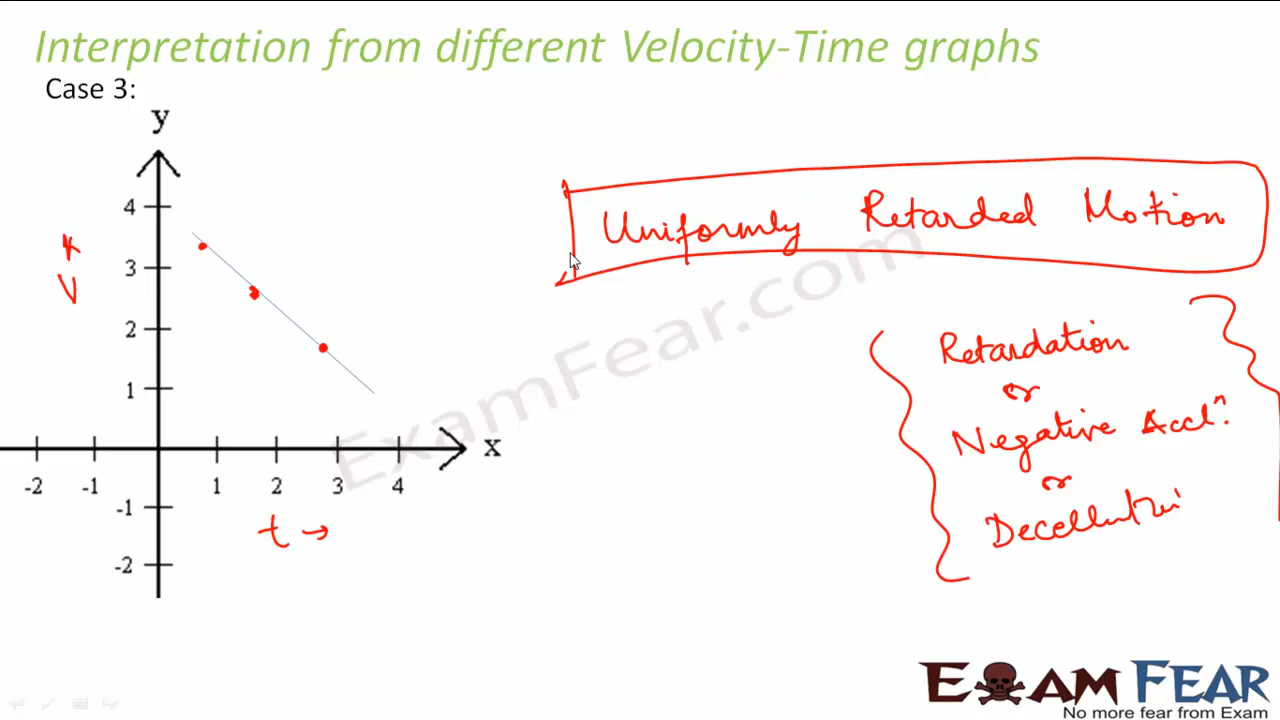 Interpretation from different Velocity-Time graphs
Case 3:
y
4
3
2
1
-2 -1 1 2 3 4
x
-1
-2
V
t →
Uniformly Retarded Motion
Retardation
or
Negative Accl^n.
or
ExamFear.com
EXAM FEAR
No more fear from Exam